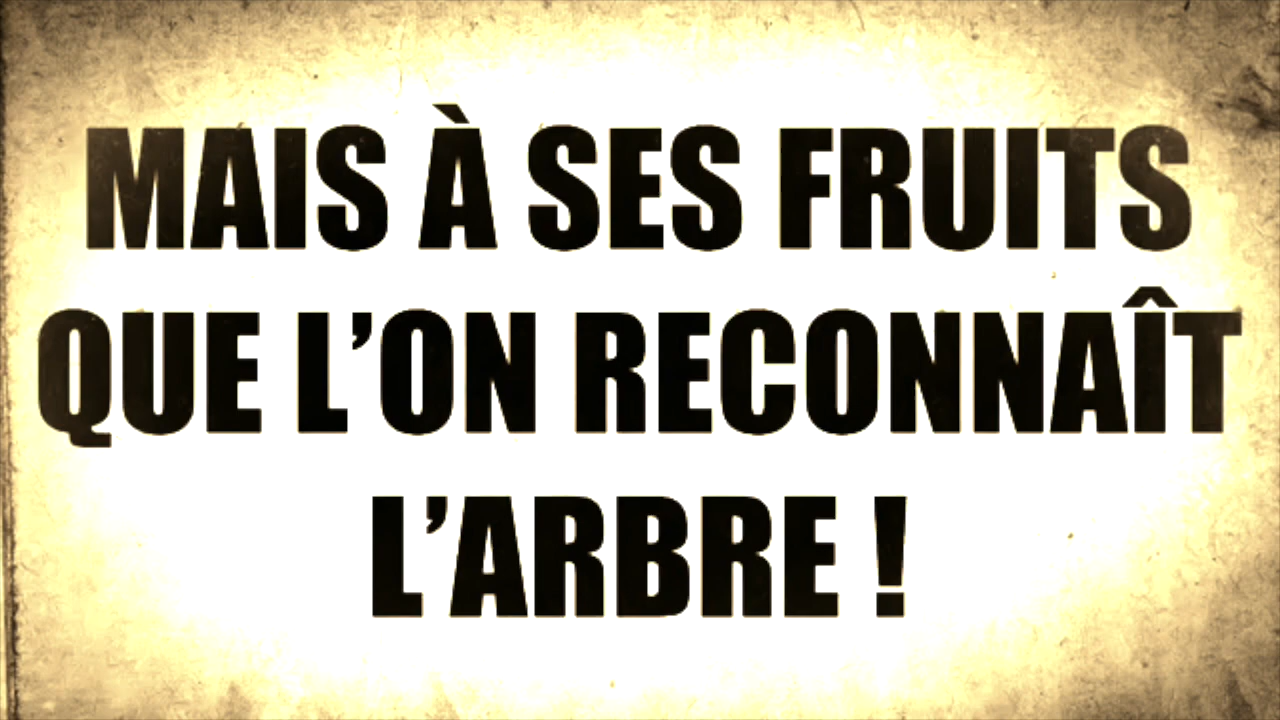 MAIS À SES FRUITS
QUE L’ON RECONNAÎT
L’ARBRE !